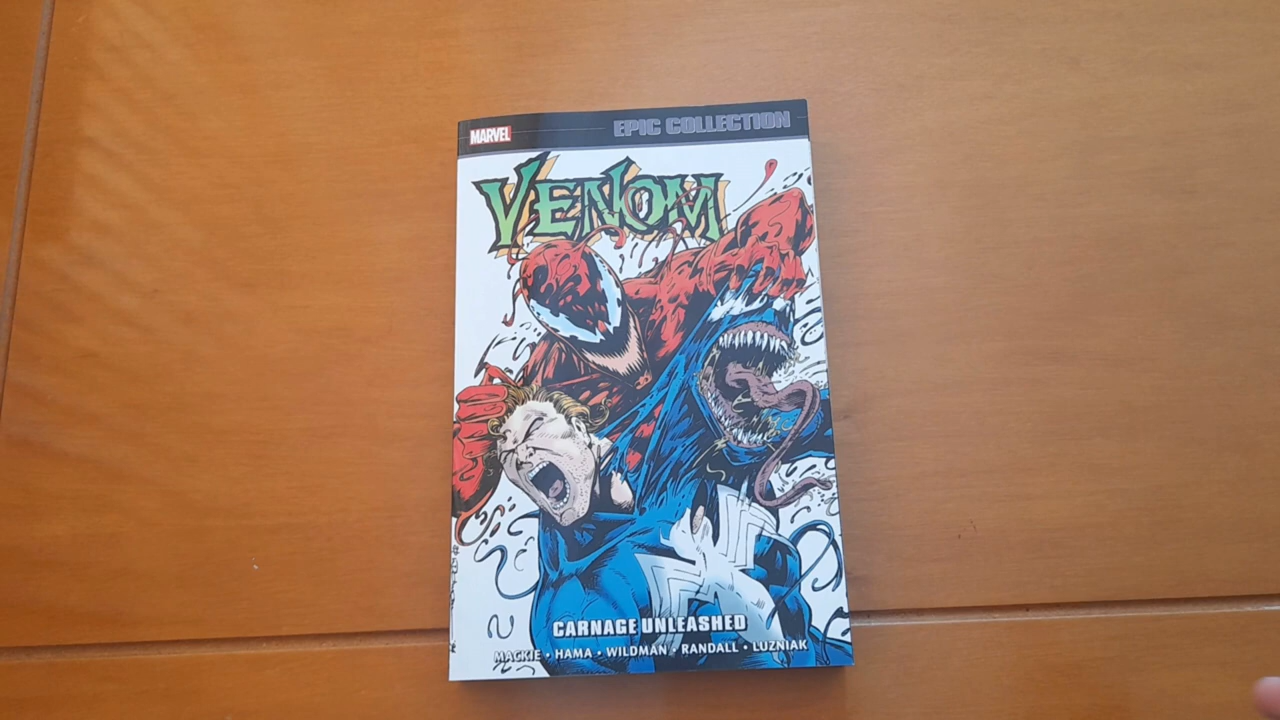 MARVEL
EPIC COLLECTION
VENOM
CARNAGE UNLEASHED
MACKIE • HAMA • WILDMAN • RANDALL • LUZNIAK